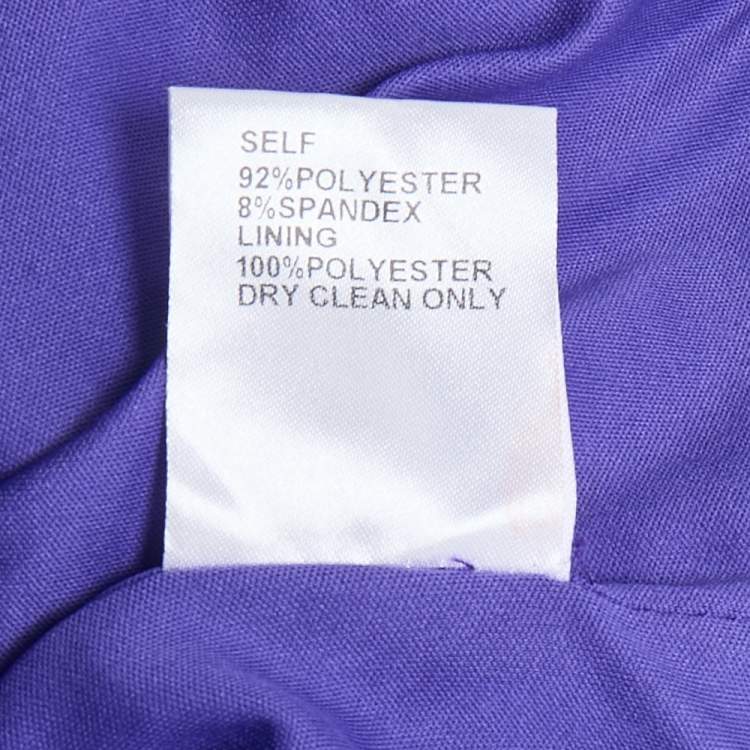 SELF
92%POLYESTER
8%SPANDEX
LINING
100%POLYESTER
DRY CLEAN ONLY